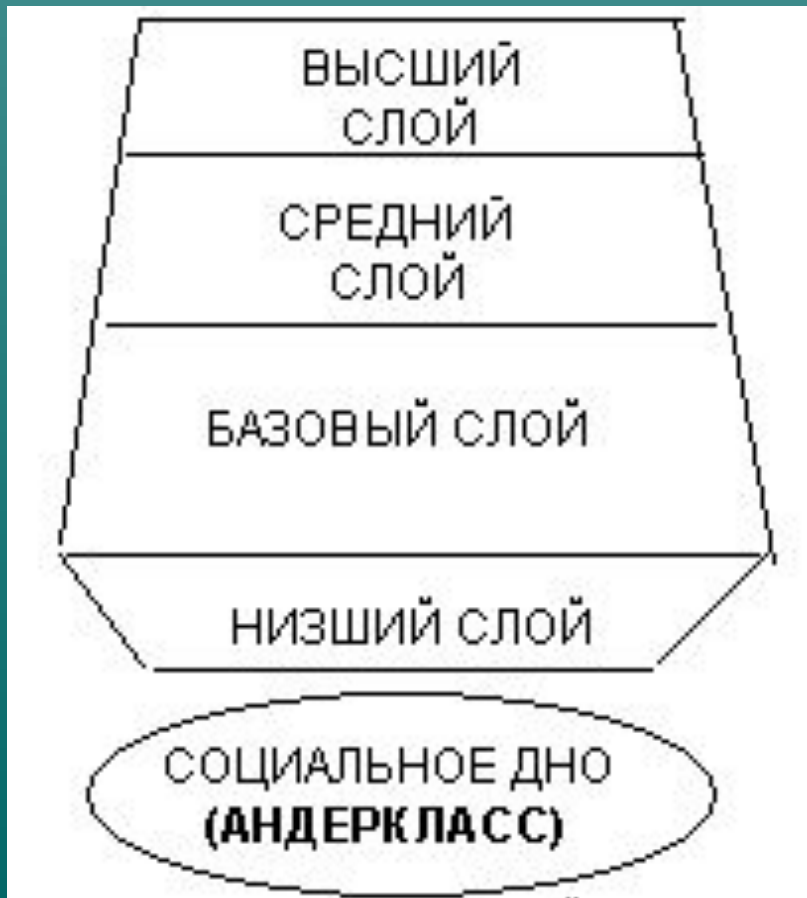 ВЫСШИЙ
СЛОЙ
СРЕДНИЙ
СЛОЙ
БАЗОВЫЙ СЛОЙ
НИЗШИЙ СЛОЙ
СОЦИАЛЬНОЕ ДНО
(АНДЕРКЛАСС)